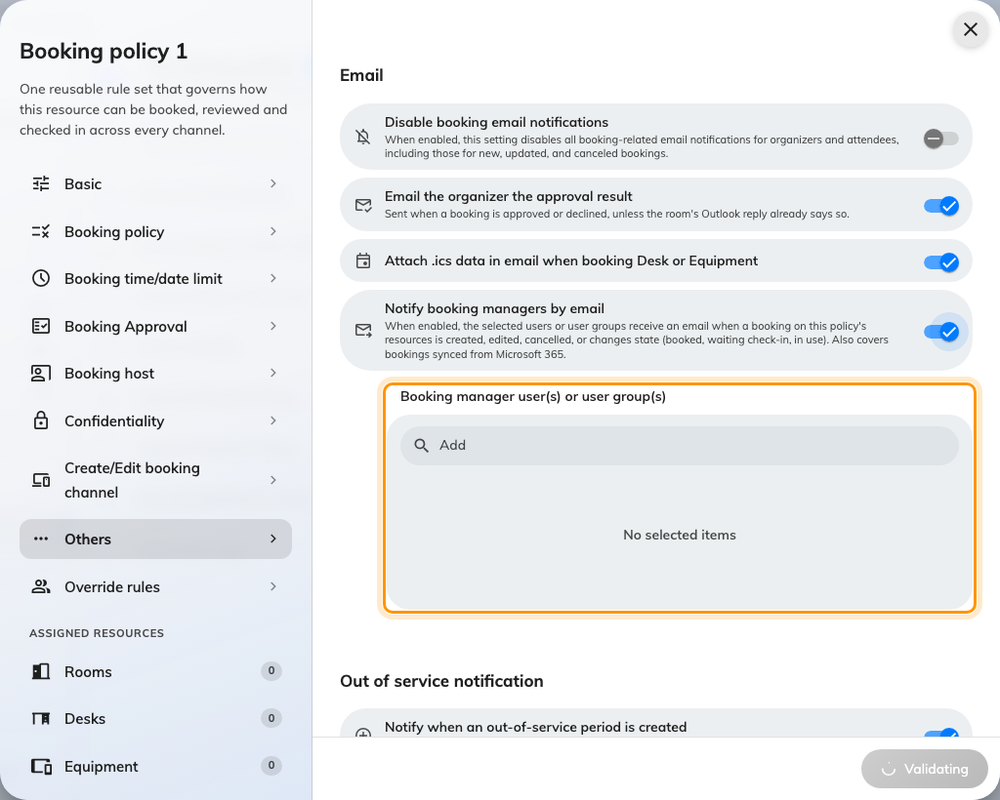 Booking policy 1
One reusable rule set that governs how
this resource can be booked, reviewed and
checked in across every channel.
Basic
Booking policy
Booking time/date limit
Booking Approval
Booking host
Confidentiality
Create/Edit booking
channel
Others
Override rules
ASSIGNED RESOURCES
Rooms 0
Desks 0
Equipment 0
Email
Disable booking email notifications
When enabled, this setting disables all booking-related email notifications for organizers and attendees,
including those for new, updated, and canceled bookings.
Email the organizer the approval result
Sent when a booking is approved or declined, unless the room's Outlook reply already says so.
Attach .ics data in email when booking Desk or Equipment
Notify booking managers by email
When enabled, the selected users or user groups receive an email when a booking on this policy's
resources is created, edited, cancelled, or changes state (booked, waiting check-in, in use). Also covers
bookings synced from Microsoft 365.
Booking manager user(s) or user group(s)
Add
No selected items
Out of service notification
Notify when an out-of-service period is created
Validating